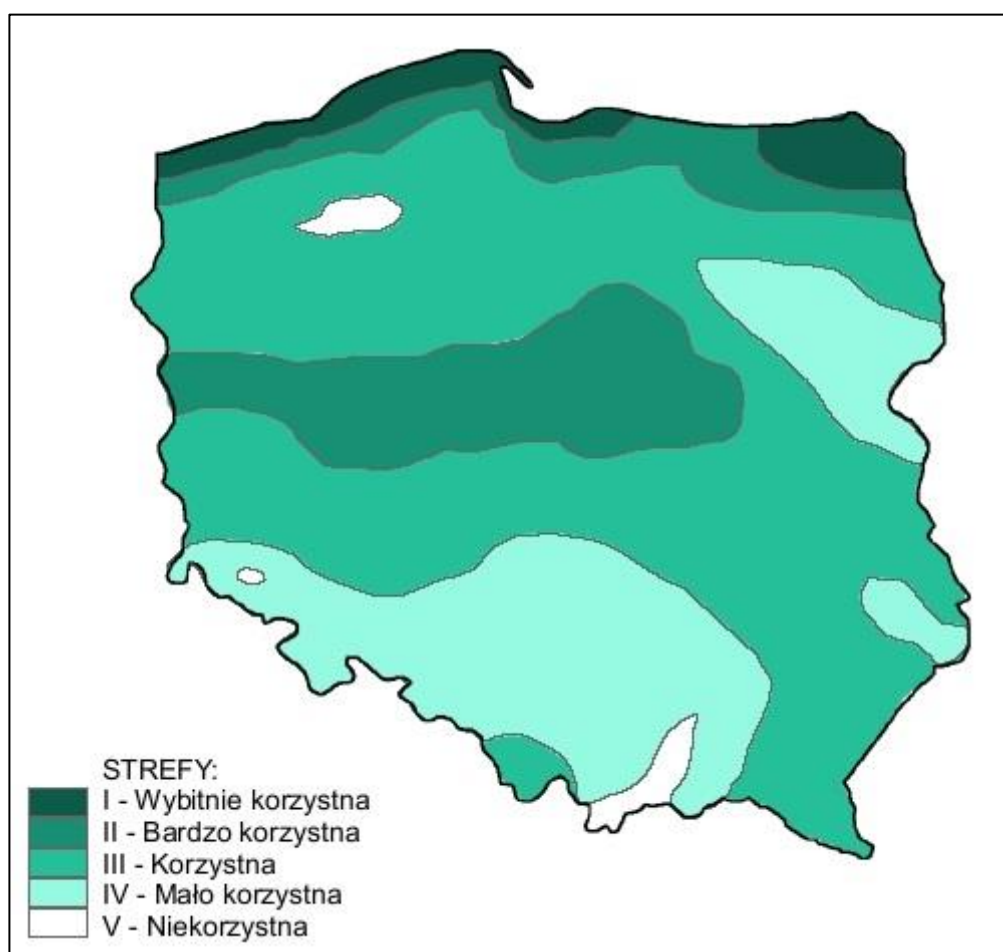 STREFY:
I - Wybitnie korzystna
II - Bardzo korzystna
III - Korzystna
IV - Mało korzystna
V - Niekorzystna